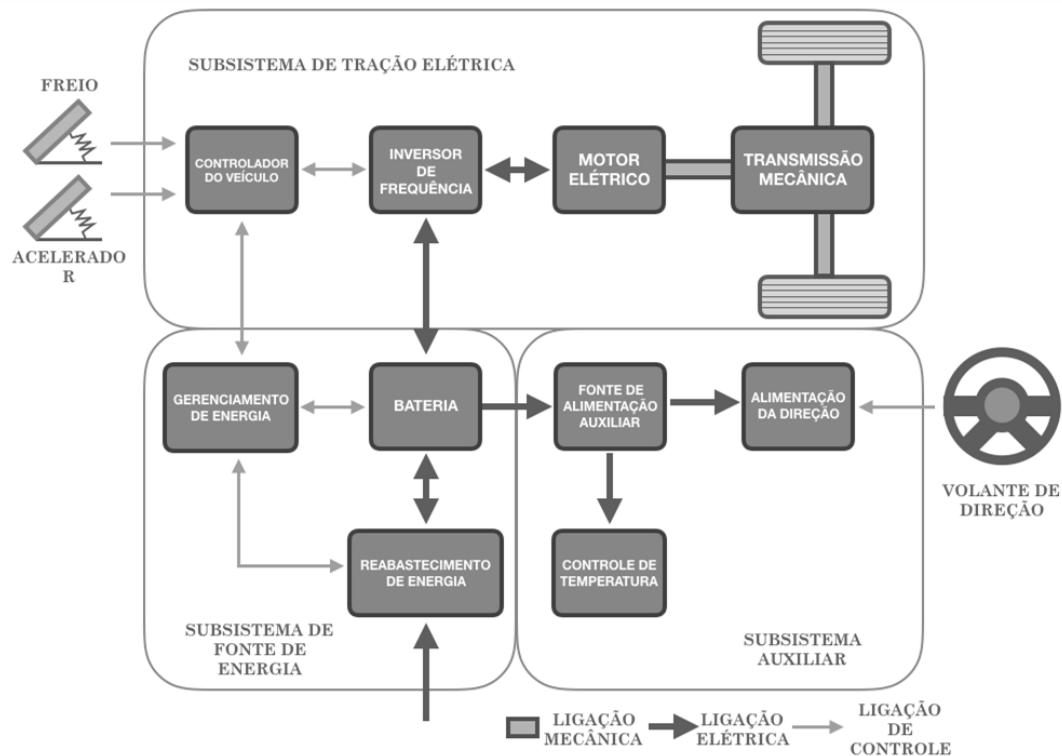 SUBSISTEMA DE TRAÇÃO ELÉTRICA
FREIO
ACELERADO
R
CONTROLADOR
DO VEÍCULO
INVERSOR
DE
FREQUÊNCIA
MOTOR
ELÉTRICO
TRANSMISSÃO
MECÂNICA
GERENCIAMENTO
DE ENERGIA
BATERIA
FONTE DE
ALIMENTAÇÃO
AUXILIAR
ALIMENTAÇÃO
DA DIREÇÃO
VOLANTE DE
DIREÇÃO
REABASTECIMENTO
DE ENERGIA
CONTROLE DE
TEMPERATURA
SUBSISTEMA DE
FONTE DE
ENERGIA
SUBSISTEMA
AUXILIAR
LIGAÇÃO
MECÂNICA
LIGAÇÃO
ELÉTRICA
LIGAÇÃO
DE
CONTROLE